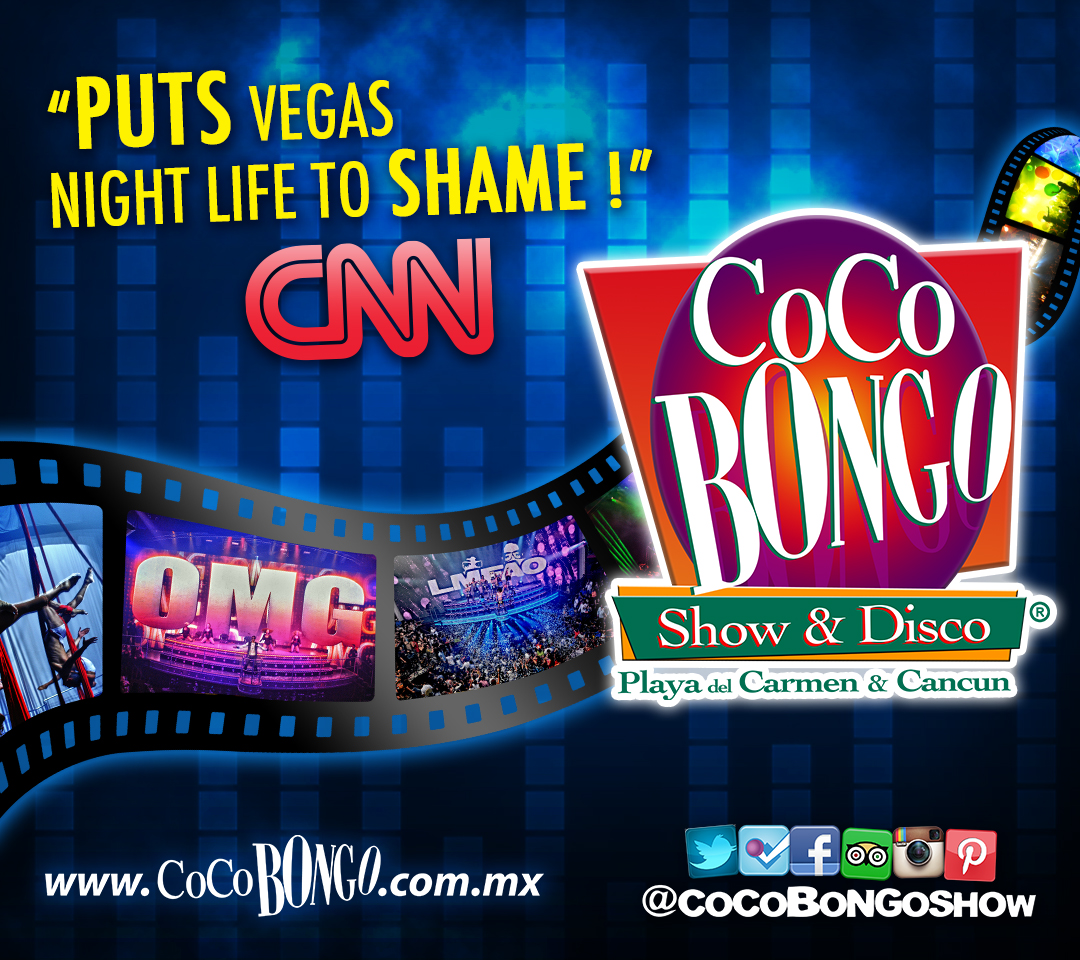 “PUTS VEGAS
NIGHT LIFE TO SHAME !”
CNN
CoCo
BONGO
Show & Disco ®
Playa del Carmen & Cancun
OMG
LMFAO
www.CoCoBONGO.com.mx
@COCOBONGOSHOW